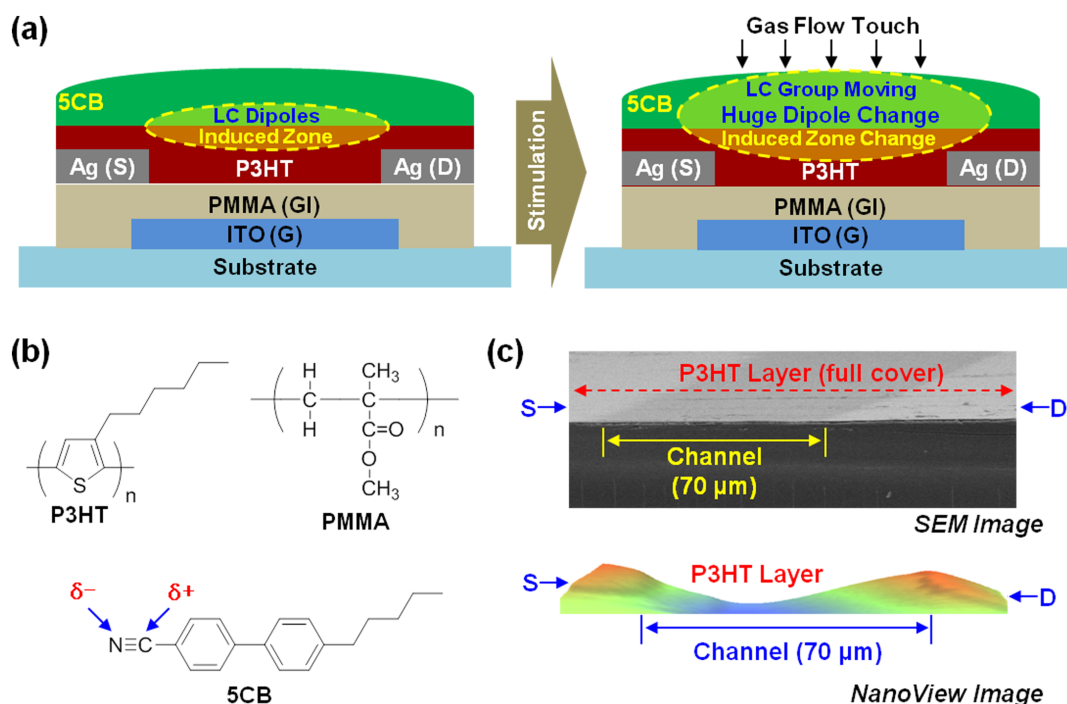 (a)
Gas Flow Touch
5CB
LC Dipoles
Induced Zone
Ag (S)
P3HT
Ag (D)
PMMA (GI)
ITO (G)
Substrate
Stimulation
5CB
LC Group Moving
Huge Dipole Change
Induced Zone Change
Ag (S)
P3HT
Ag (D)
PMMA (GI)
ITO (G)
Substrate
(b)
S
n
P3HT
H
C
H
CH₃
C
C=O
O
CH₃
n
PMMA
δ−
δ+
N≡C
5CB
(c)
P3HT Layer (full cover)
S
D
Channel
(70 µm)
SEM Image
P3HT Layer
S
D
Channel (70 µm)
NanoView Image